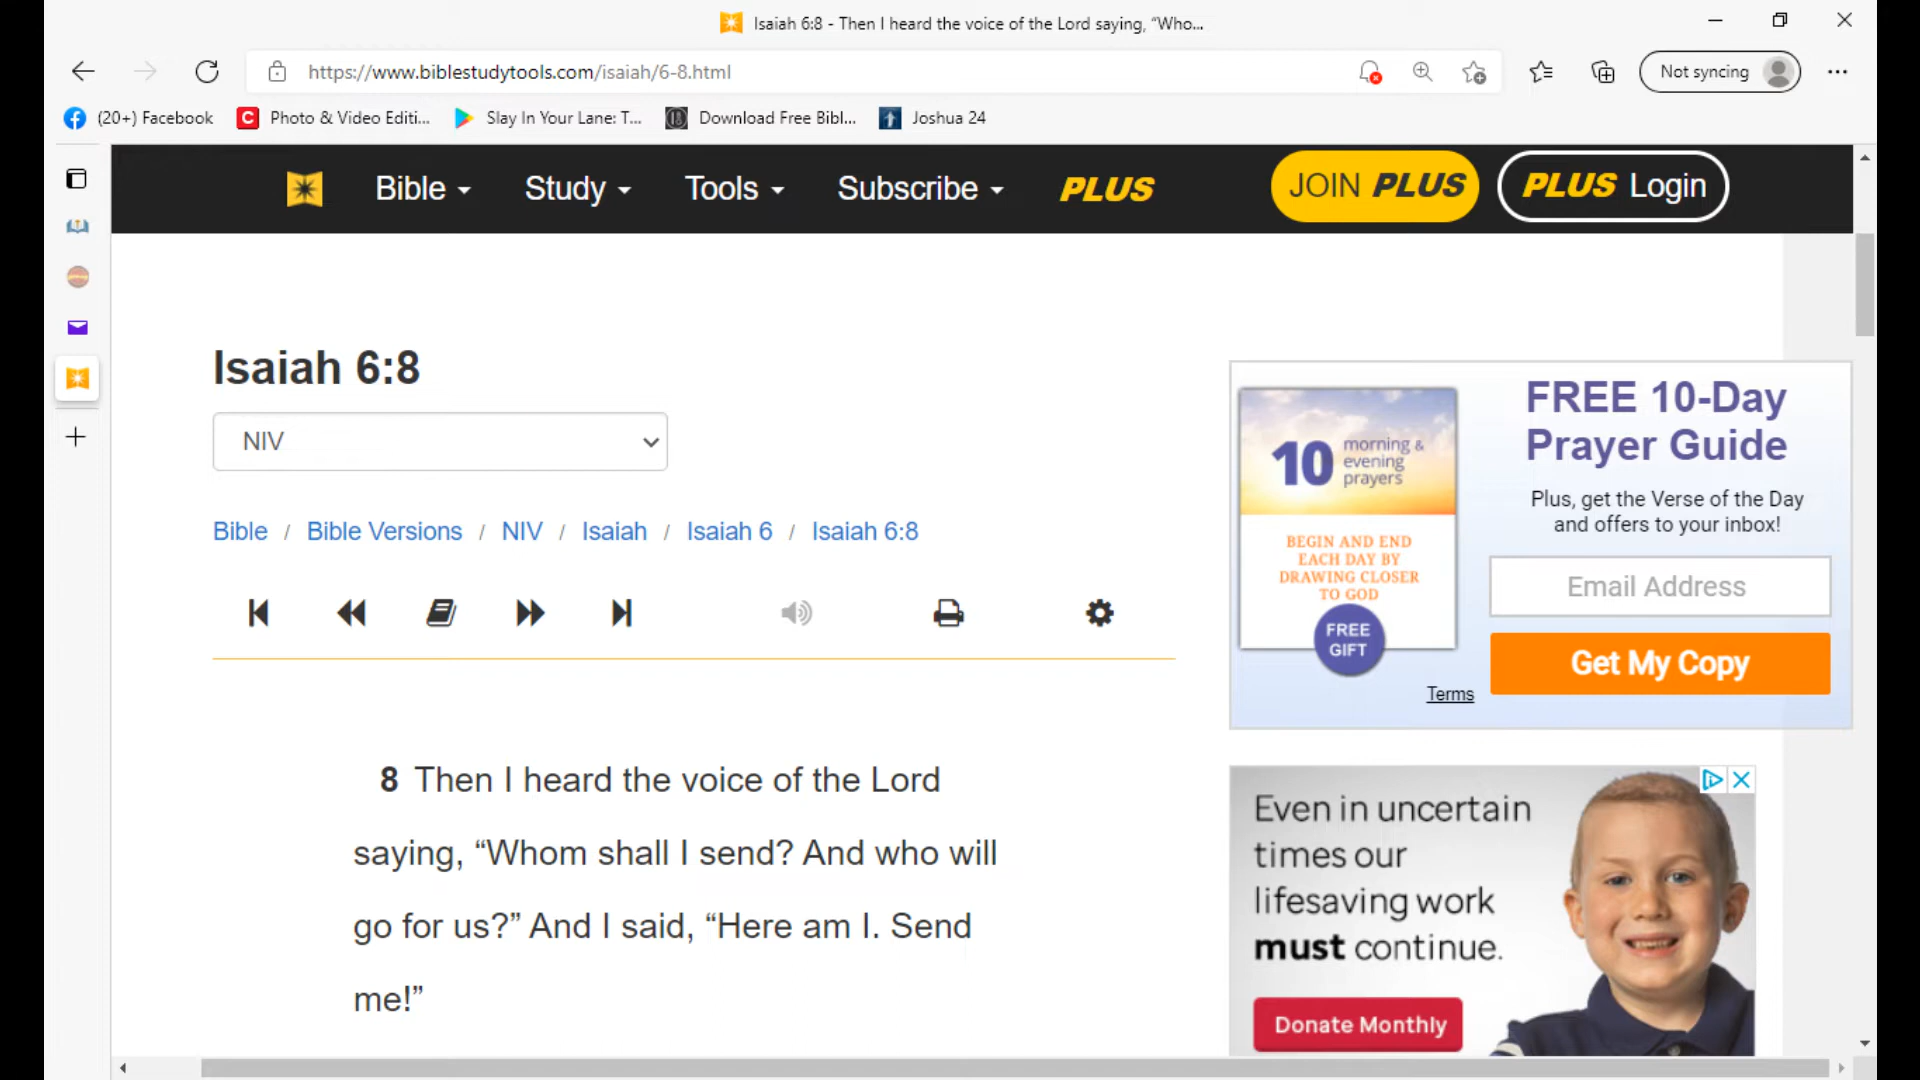 Isaiah 6:8 - Then I heard the voice of the Lord saying, “Who...
https://www.biblestudytools.com/isaiah/6-8.html
Not syncing
(20+) Facebook
Photo & Video Editi...
Slay In Your Lane: T...
Download Free Bibl...
Joshua 24
Bible
Study
Tools
Subscribe
PLUS
JOIN PLUS
PLUS Login
Isaiah 6:8
NIV
Bible / Bible Versions / NIV / Isaiah / Isaiah 6 / Isaiah 6:8
8 Then I heard the voice of the Lord
saying, “Whom shall I send? And who will
go for us?” And I said, “Here am I. Send
me!”
10 morning &
evening
prayers
BEGIN AND END
EACH DAY BY
DRAWING CLOSER
TO GOD
FREE
GIFT
FREE 10-Day
Prayer Guide
Plus, get the Verse of the Day
and offers to your inbox!
Email Address
Get My Copy
Terms
Even in uncertain
times our
lifesaving work
must continue.
Donate Monthly